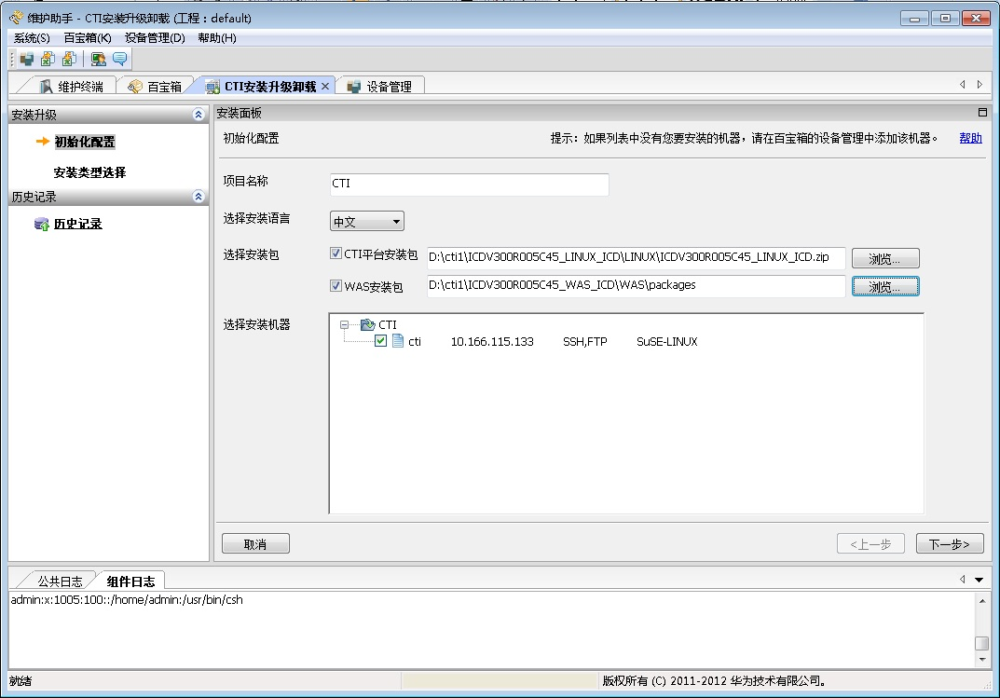 维护助手 - CTI安装升级卸载 (工程：default)
系统(S) 百宝箱(K) 设备管理(D) 帮助(H)
维护终端 百宝箱 CTI安装升级卸载 设备管理
安装升级
初始化配置
安装类型选择
历史记录
历史记录
安装面板
初始化配置 提示：如果列表中没有您要安装的机器，请在百宝箱的设备管理中添加该机器。 帮助
项目名称 CTI
选择安装语言 中文
选择安装包 CTI平台安装包 D:\cti1\ICDV300R005C45_LINUX_ICD\LINUX\ICDV300R005C45_LINUX_ICD.zip 浏览...
WAS安装包 D:\cti1\ICDV300R005C45_WAS_ICD\WAS\packages 浏览...
选择安装机器 CTI
cti 10.166.115.133 SSH,FTP SuSE-LINUX
取消 <上一步 下一步>
公共日志 组件日志
admin:x:1005:100::/home/admin:/usr/bin/csh
就绪 版权所有 (C) 2011-2012 华为技术有限公司。